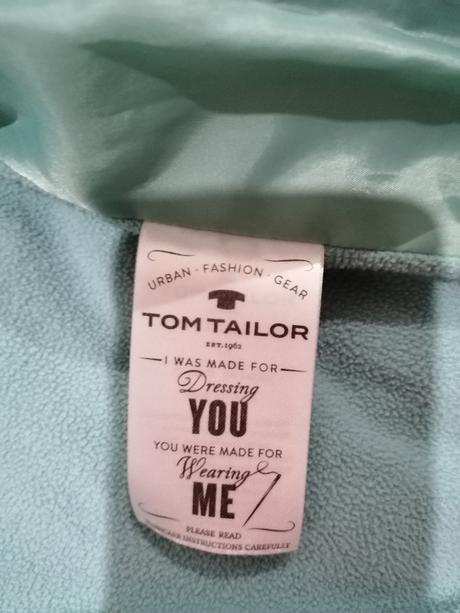 URBAN · FASHION · GEAR
TOM TAILOR
EST. 1962
I WAS MADE FOR
Dressing
YOU
YOU WERE MADE FOR
Wearing
ME
PLEASE READ
INSTRUCTIONS CAREFULLY